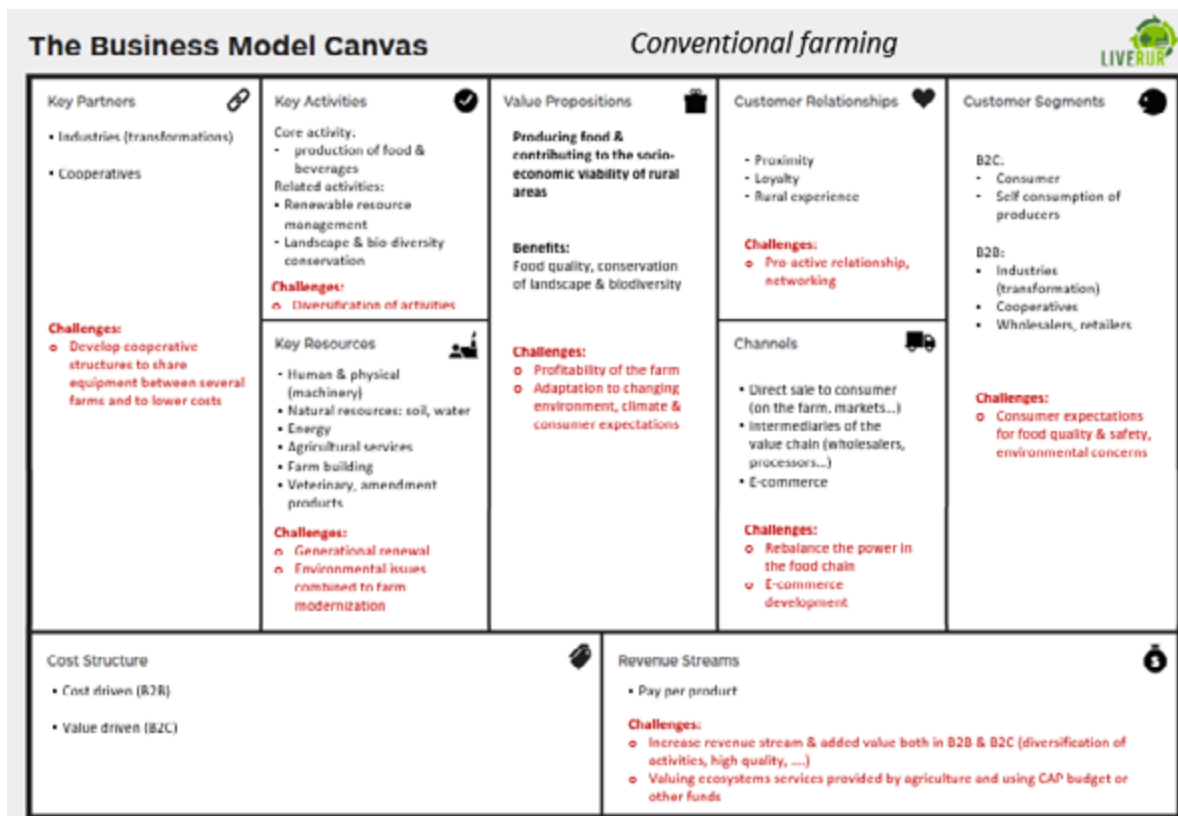 The Business Model Canvas
Conventional farming
LIVERUR
Key Partners
▪ Industries (transformations)
▪ Cooperatives
Challenges:
o Develop cooperative
structures to share
equipment between several
farms and to lower costs
Key Activities
Core activity:
- production of food &
beverages
Related activities:
▪ Renewable resource
management
- Landscape & bio diversity
conservation
Challenges:
o Diversification of activities
Key Resources
- Human & physical
(machinery)
▪ Natural resources: soil, water
▪ Energy
▪ Agricultural services
▪ Farm building
▪ Veterinary, amendment
products
Challenges:
o Generational renewal
o Environmental issues
combined to farm
modernization
Value Propositions
Producing food &
contributing to the socio-
economic viability of rural
areas
Benefits:
Food quality, conservation
of landscape & biodiversity
Challenges:
o Profitability of the farm
o Adaptation to changing
environment, climate &
consumer expectations
Customer Relationships
- Proximity
- Loyalty
- Rural experience
Challenges:
o Pro-active relationship,
networking
Channels
▪ Direct sale to consumer
(on the farm, markets...)
▪ Intermediaries of the
value chain (wholesalers,
processors...)
▪ E-commerce
Challenges:
o Rebalance the power in
the food chain
o E-commerce
development
Customer Segments
B2C:
- Consumer
- Self consumption of
producers
B2B:
▪ Industries
(transformation)
• Cooperatives
▪ Wholesalers, retailers
Challenges:
o Consumer expectations
for food quality & safety,
environmental concerns
Cost Structure
▪ Cost driven (B2B)
▪ Value driven (B2C)
Revenue Streams
▪ Pay per product
Challenges:
o Increase revenue stream & added value both in B2B & B2C (diversification of
activities, high quality, ....)
o Valuing ecosystems services provided by agriculture and using CAP budget or
other funds